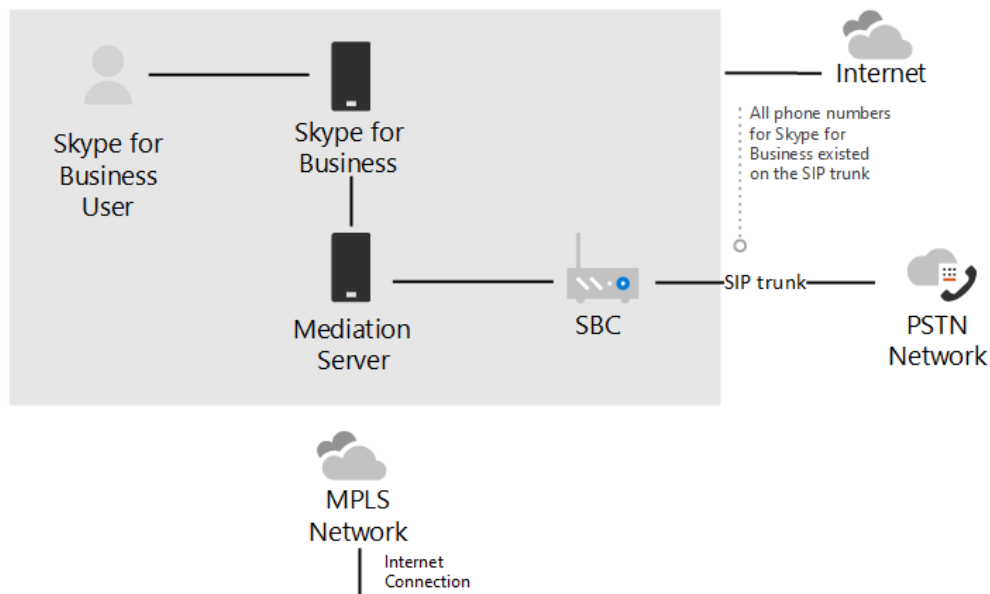 Internet
All phone numbers
for Skype for
Business existed
on the SIP trunk
Skype for
Business
User
Skype for
Business
Mediation
Server
SBC
SIP trunk
PSTN
Network
MPLS
Network
Internet
Connection